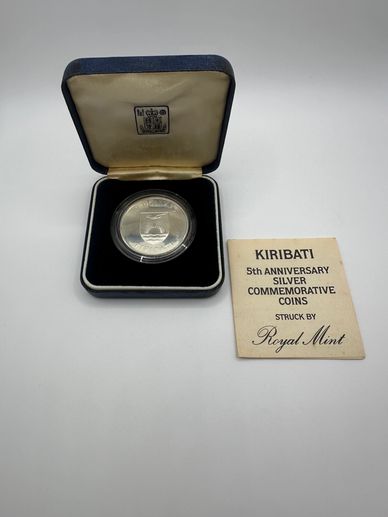 KIRIBATI
5th ANNIVERSARY
SILVER
COMMEMORATIVE
COINS
STRUCK BY
Royal Mint